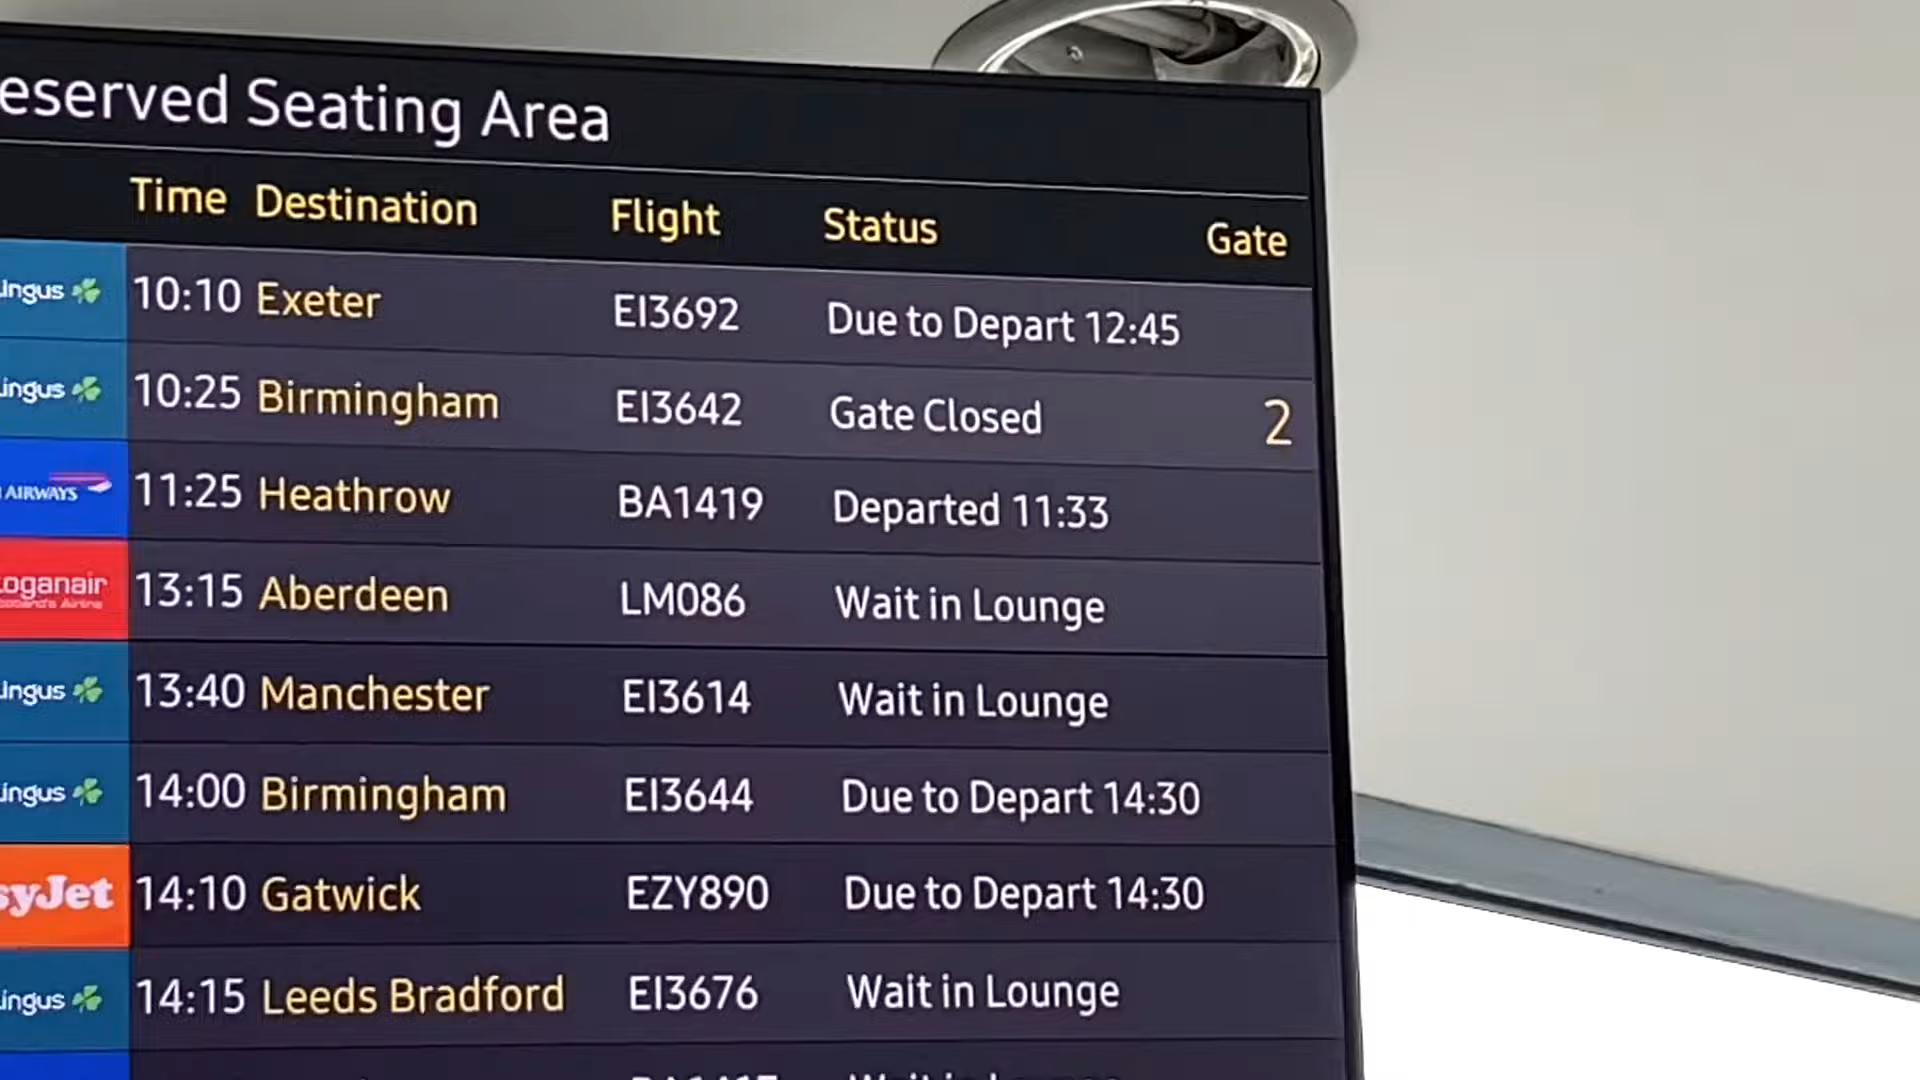 eserved Seating Area
Time Destination Flight Status Gate
ingus 10:10 Exeter EI3692 Due to Depart 12:45
ingus 10:25 Birmingham EI3642 Gate Closed 2
AIRWAYS 11:25 Heathrow BA1419 Departed 11:33
oganair 13:15 Aberdeen LM086 Wait in Lounge
ingus 13:40 Manchester EI3614 Wait in Lounge
ingus 14:00 Birmingham EI3644 Due to Depart 14:30
syJet 14:10 Gatwick EZY890 Due to Depart 14:30
ingus 14:15 Leeds Bradford EI3676 Wait in Lounge